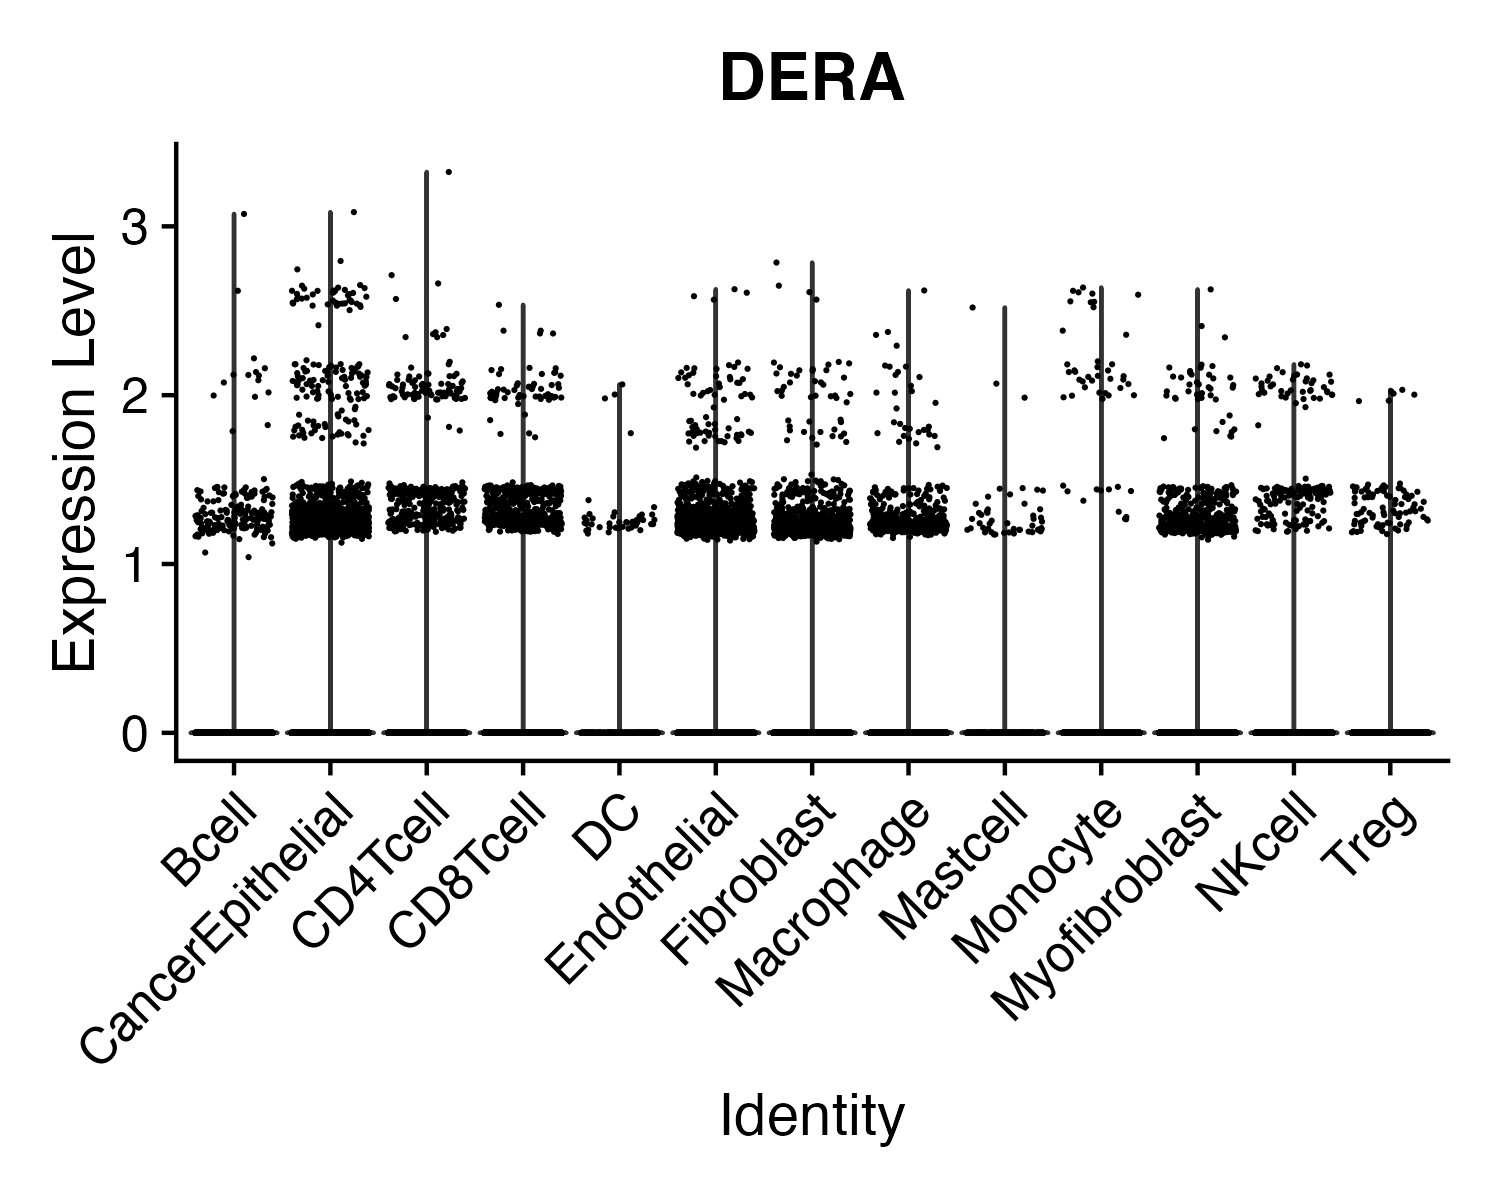 DERA
Expression Level
3
2
1
0
Bcell
CancerEpithelial
CD4Tcell
CD8Tcell
DC
Endothelial
Fibroblast
Macrophage
Mastcell
Monocyte
Myofibroblast
NKcell
Treg
Identity